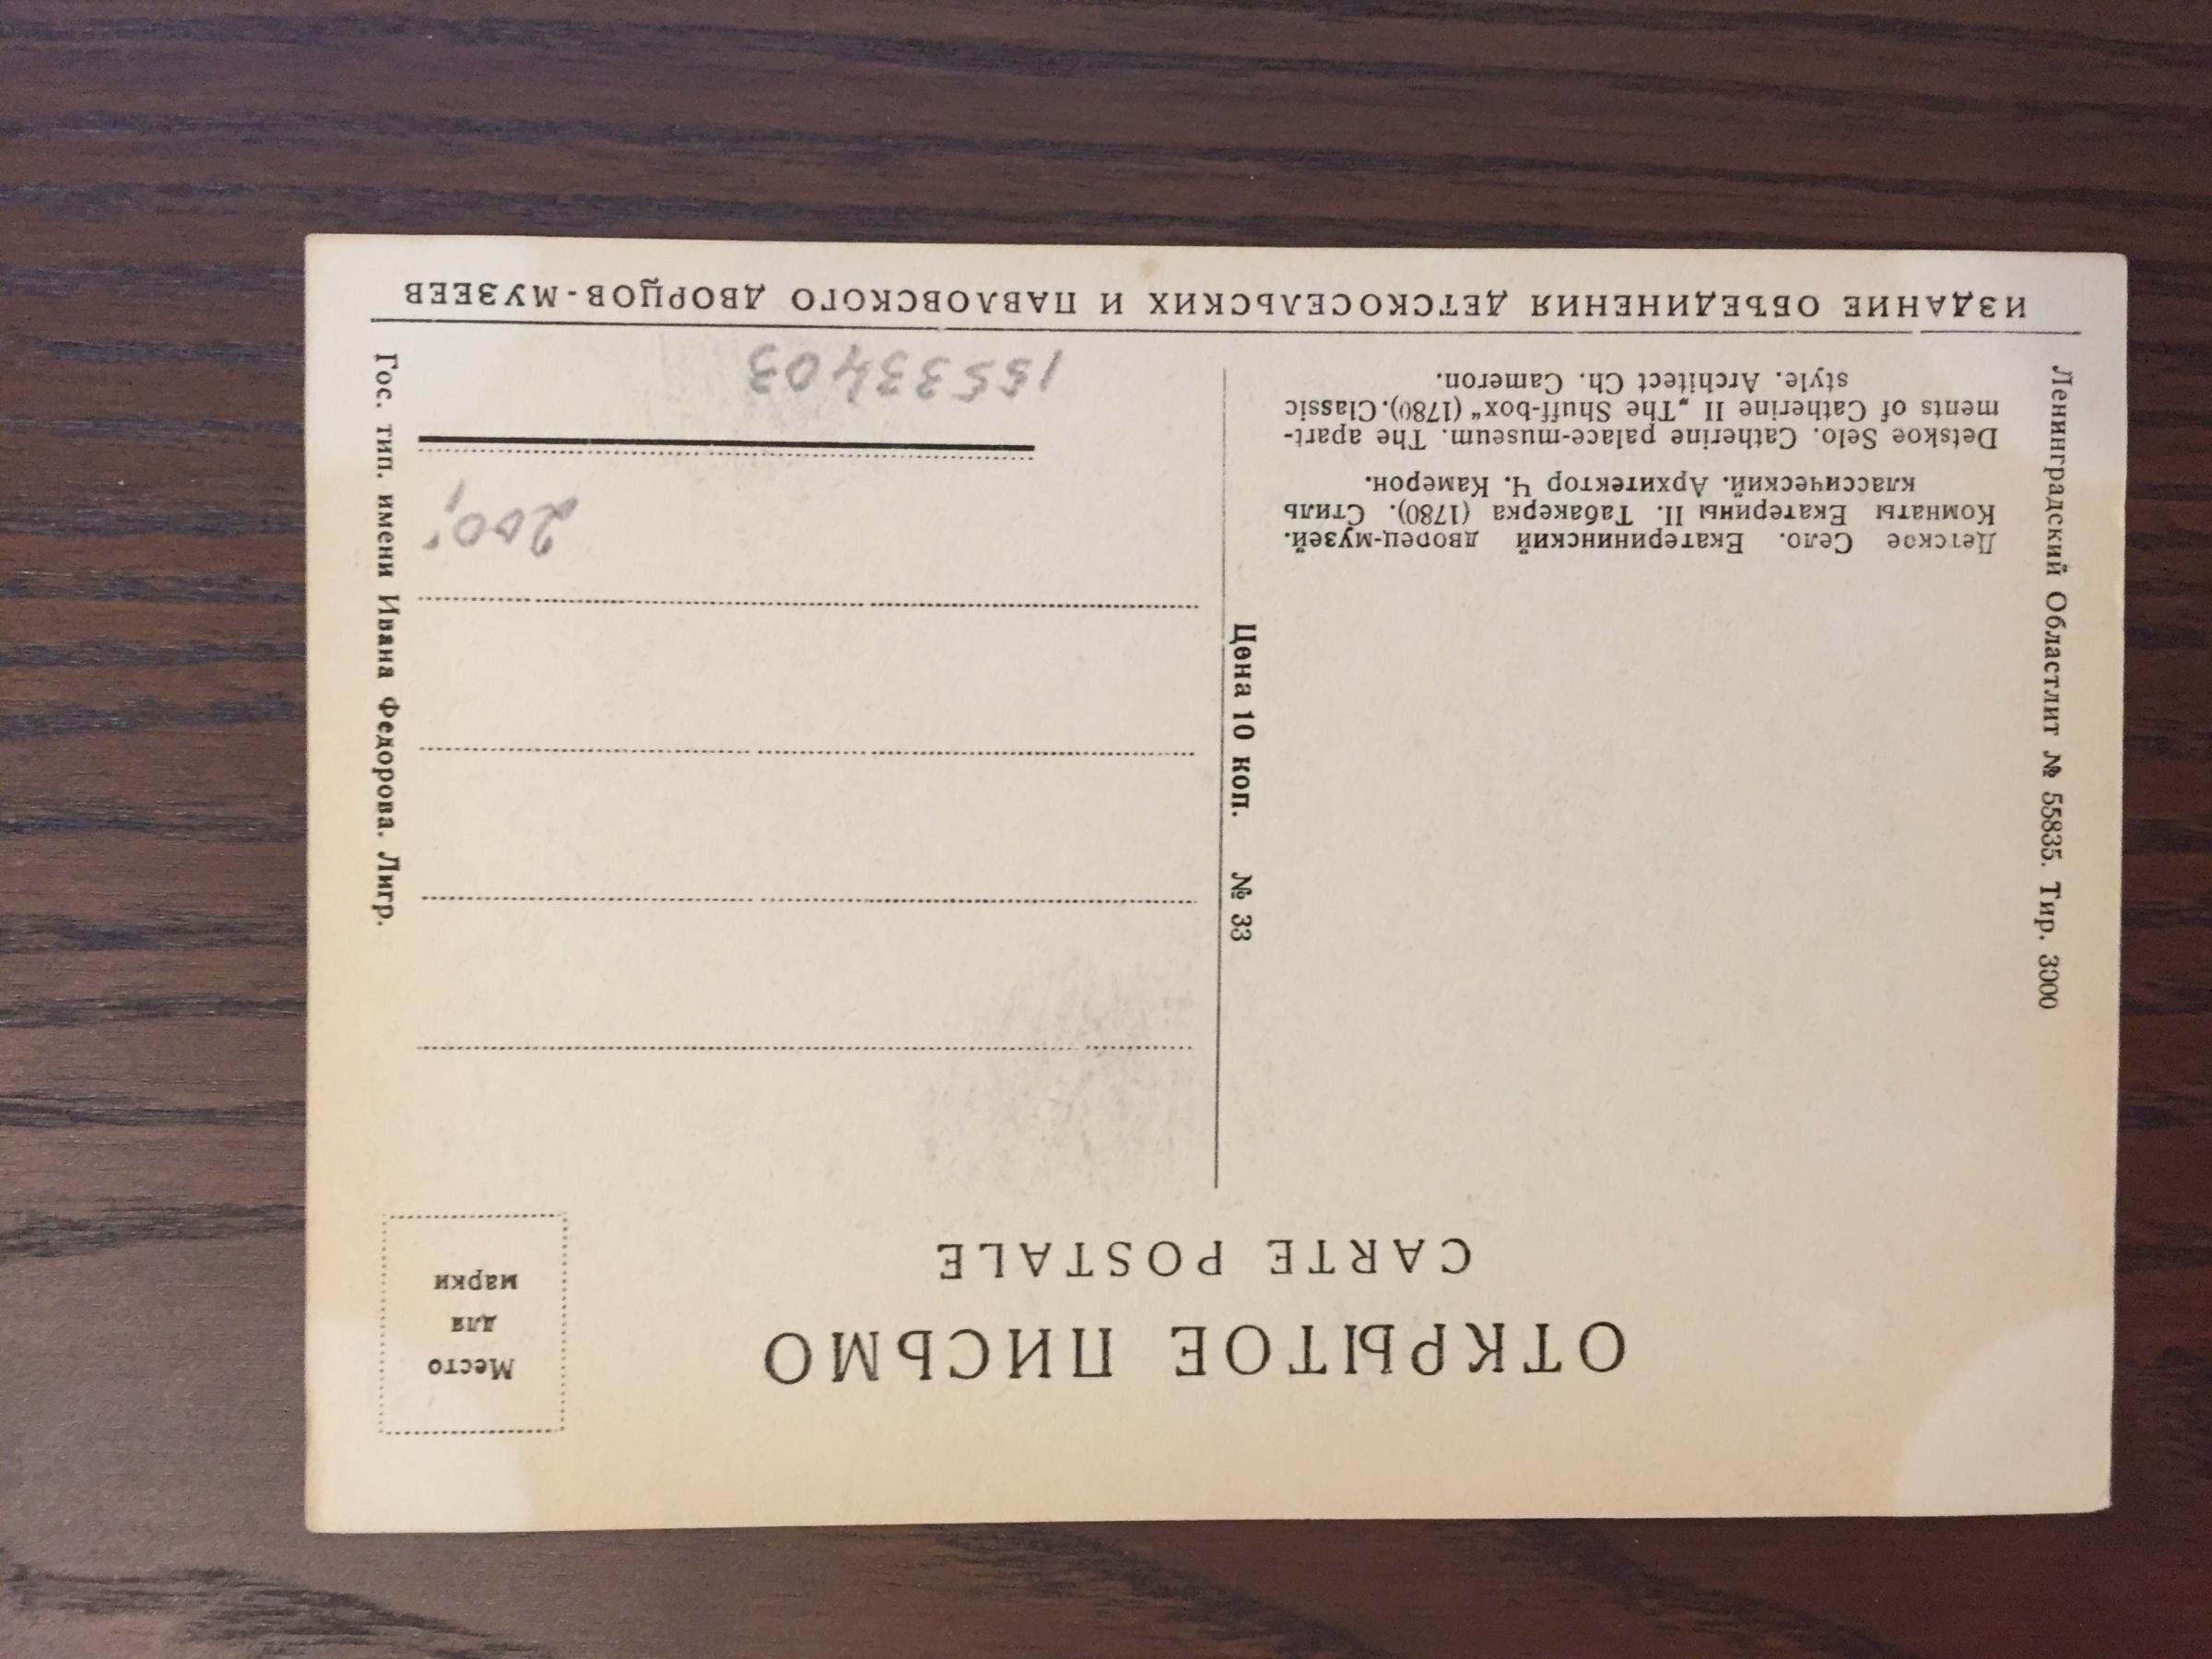 ОТКРЫТОЕ ПИСЬМО
CARTE POSTALE
Место
для
марки
Детское Село. Екатерининский дворец-музей.
Комнаты Екатерины II. Табакерка (1780). Стиль
классический. Архитектор Ч. Камерон.
Detskoe Selo. Catherine palace-museum. The apart-
ments of Catherine II „The Shuff-box“ (1780). Classic
style. Architect Ch. Cameron.
Ленинградский Областлит № 55835. Тир. 3000
Цена 10 коп. № 33
200,
15533403
Гос. тип. имени Ивана Федорова. Лигр.
ИЗДАНИЕ ОБЪЕДИНЕНИЯ ДЕТСКОСЕЛЬСКИХ И ПАВЛОВСКОГО ДВОРЦОВ-МУЗЕЕВ